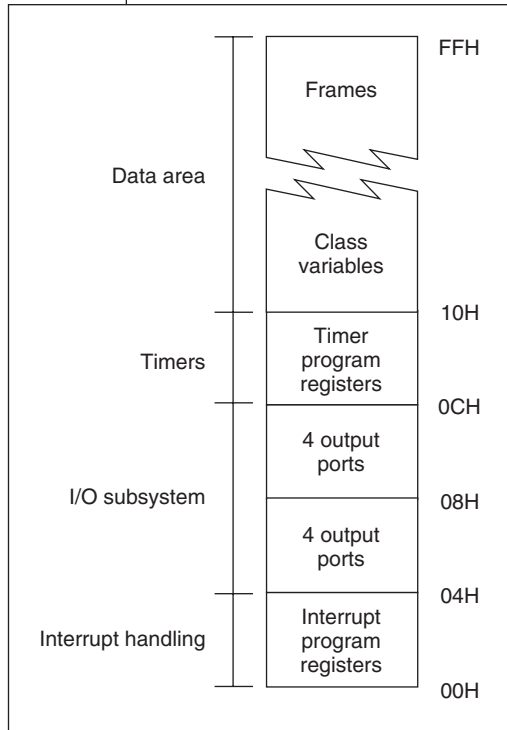 FFH
Frames
Data area
Class
variables
10H
Timers
Timer
program
registers
0CH
4 output
ports
I/O subsystem
08H
4 output
ports
04H
Interrupt handling
Interrupt
program
registers
00H